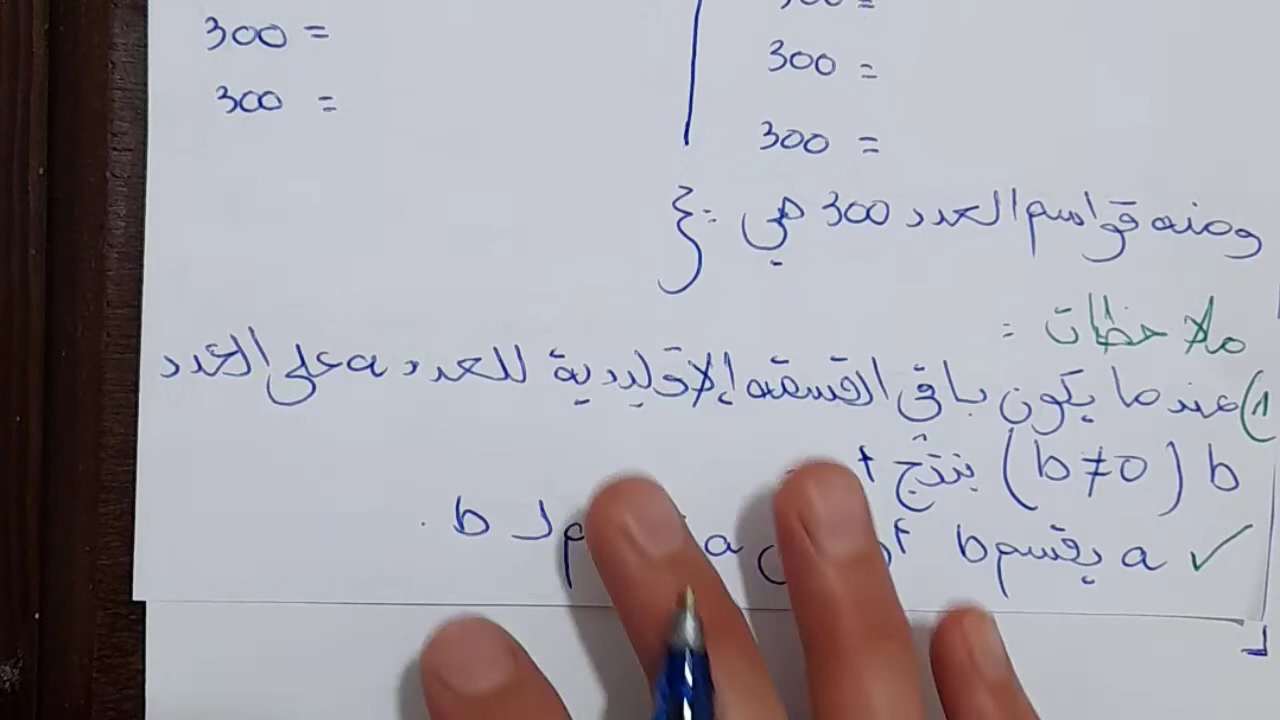 300 =
300 =
300 =
300 =
ومنه قواسم العدد 300 هي : {
ملاحظات :
1) عندما يكون باقي القسمة الإقليدية للعدد a على العدد
b (b≠0) ينتج
✓ a يقسم b a لـ b .